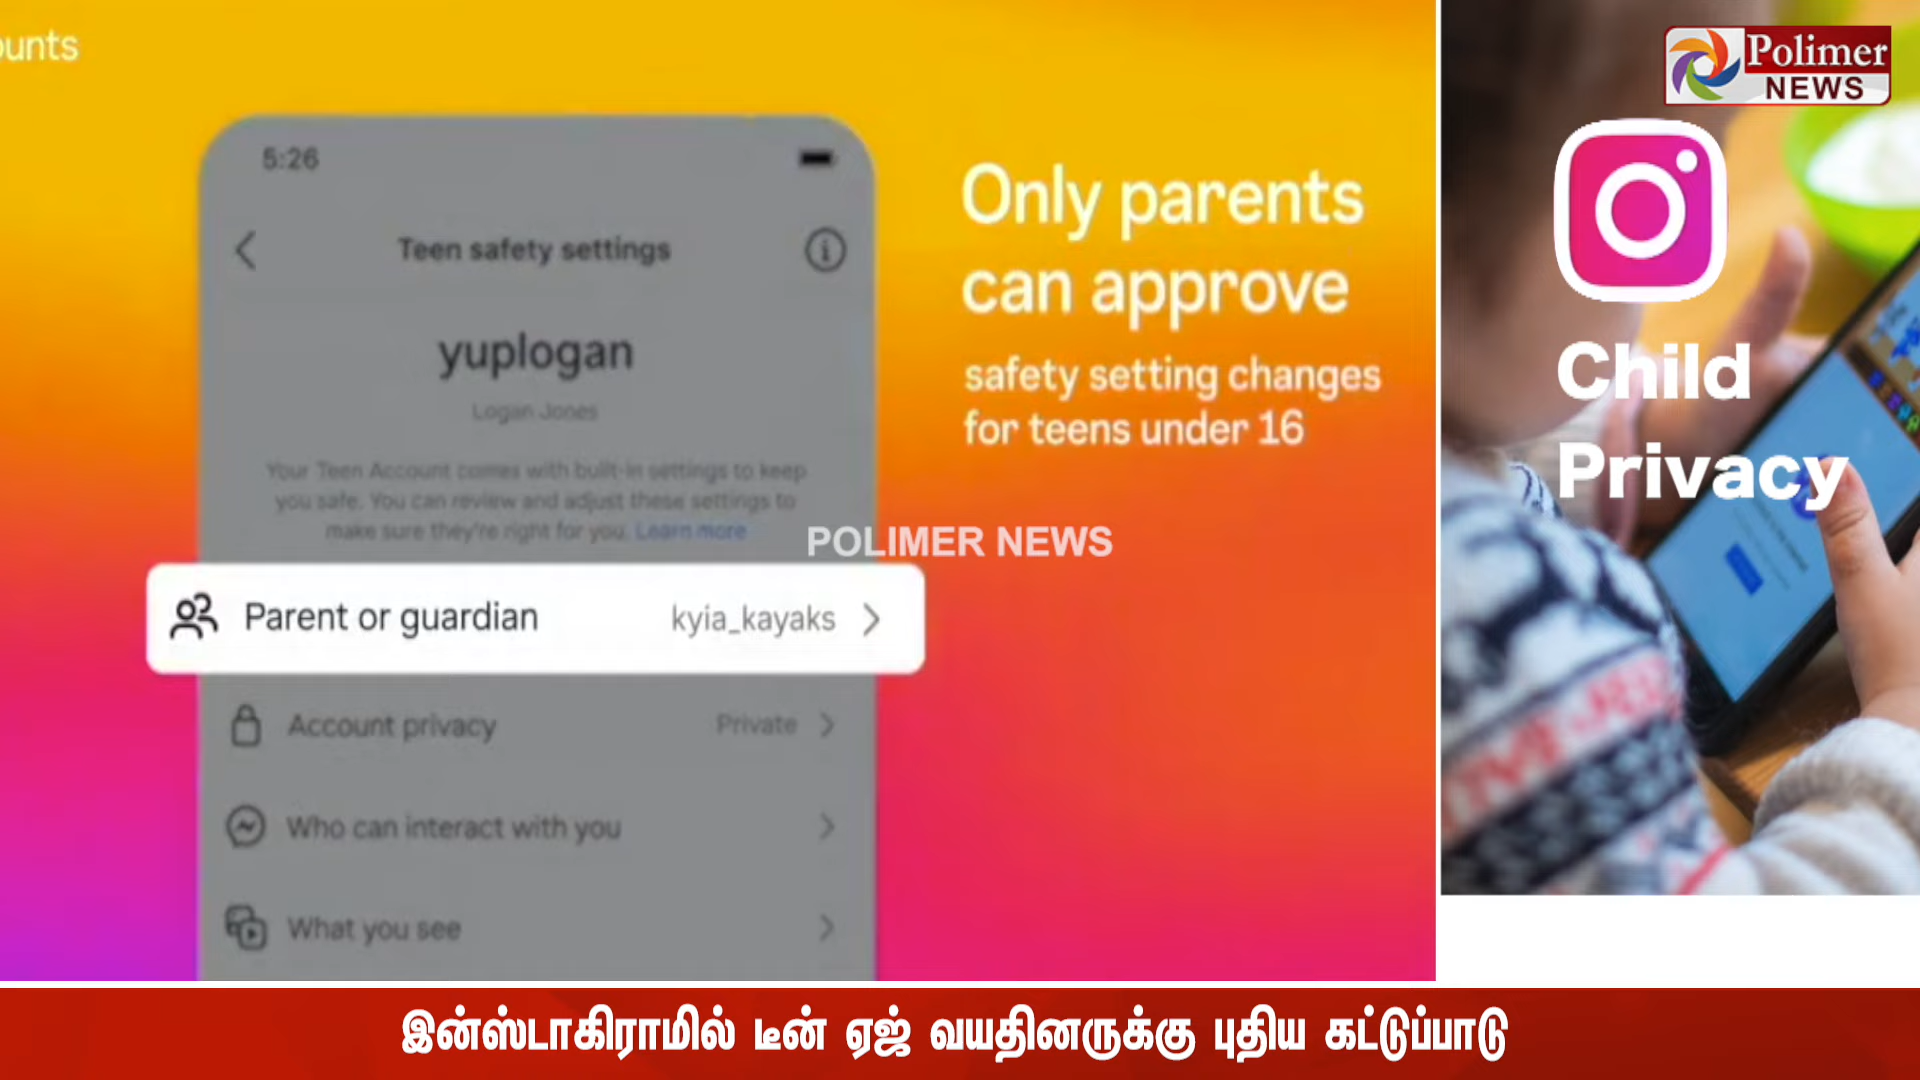 ounts
5:26
Teen safety settings
yuplogan
Logan Jones
Your Teen Account comes with built-in settings to keep
you safe. You can review and adjust these settings to
make sure they're right for you. Learn more
Parent or guardian kyia_kayaks
Account privacy Private
Who can interact with you
What you see
Only parents
can approve
safety setting changes
for teens under 16
POLIMER NEWS
Polimer
NEWS
Child
Privacy
இன்ஸ்டாகிராமில் டீன் ஏஜ் வயதினருக்கு புதிய கட்டுப்பாடு